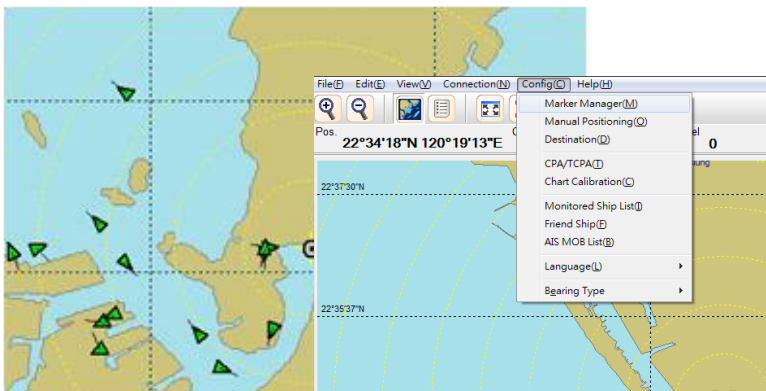 File(F) Edit(E) View(V) Connection(N) Config(C) Help(H)
Pos.
22°34'18"N 120°19'13"E
0
Marker Manager(M)
Manual Positioning(O)
Destination(D)
CPA/TCPA(T)
Chart Calibration(C)
Monitored Ship List(I)
Friend Ship(F)
AIS MOB List(B)
Language(L)
Bearing Type
22°37'30"N
22°35'37"N